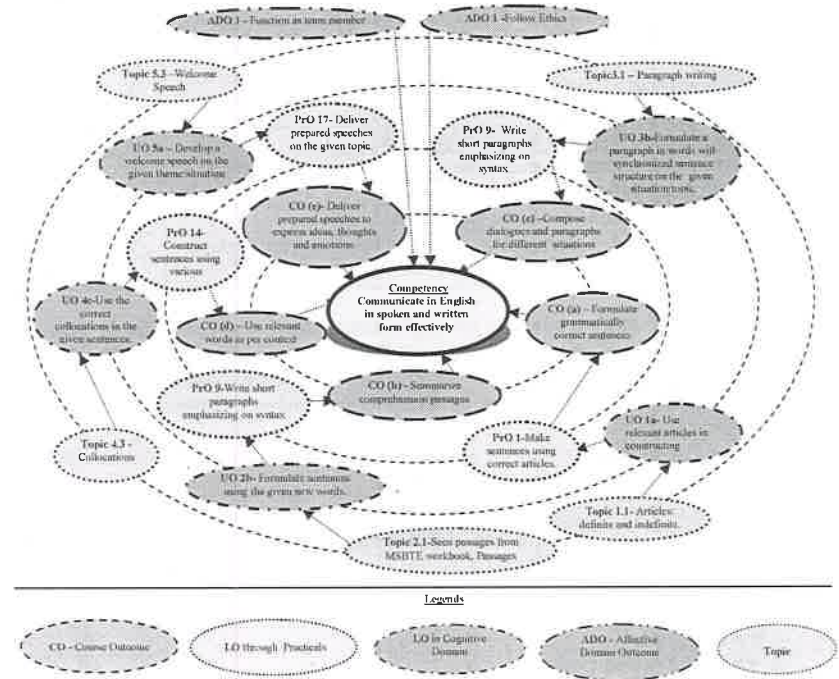 ADO 3 - Function as team member
ADO 1 -Follow Ethics
Topic 5.3 -Welcome
Speech
Topic3.1 – Paragraph writing
PrO 17- Deliver
prepared speeches
on the given topic.
PrO 9- Write
short paragraphs
emphasizing on
syntax
UO 5a – Develop a
welcome speech on the
given theme/situation
UO 3b-Formulate a
paragraph in words with
synchronized sentence
structure on the given
situation/topic.
CO (e)- Deliver
prepared speeches to
express ideas, thoughts
and emotions
CO (c) –Compose
dialogues and paragraphs
for different situations
PrO 14-
Construct
sentences using
various
Competency
Communicate in English
in spoken and written
form effectively
UO 4c-Use the
correct
collocations in the
given sentences.
CO (d) – Use relevant
words as per context
CO (a) – Formulate
grammatically
correct sentences
CO (b) – Summarise
comprehension passages
PrO 9-Write short
paragraphs
emphasizing on syntax
Topic 4.3 -
Collocations
PrO 1-Make
sentences using
correct articles.
UO 1a- Use
relevant articles in
constructing
UO 2b- Formulate sentences
using the given new words.
Topic 1.1- Articles:
definite and indefinite.
Topic 2.1-Seen passages from
MSBTE workbook, Passages
Legends
CO - Course Outcome
LO through Practicals
LO in Cognitive
Domain
ADO - Affective
Domain Outcome
Topic